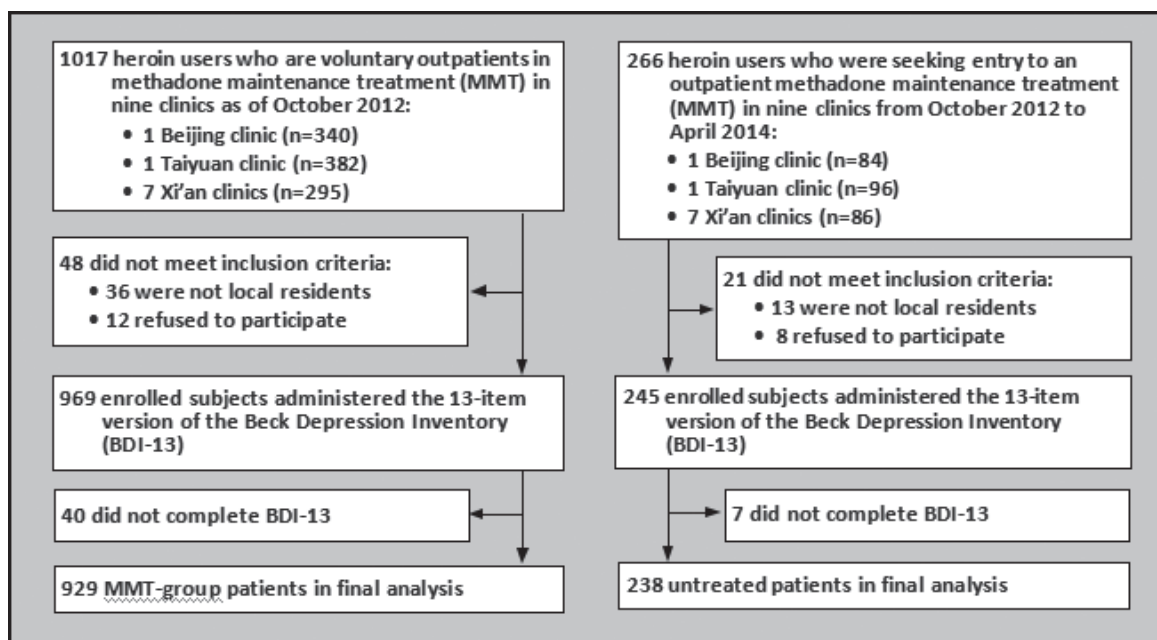 1017 heroin users who are voluntary outpatients in
methadone maintenance treatment (MMT) in
nine clinics as of October 2012:
• 1 Beijing clinic (n=340)
• 1 Taiyuan clinic (n=382)
• 7 Xi'an clinics (n=295)
48 did not meet inclusion criteria:
• 36 were not local residents
• 12 refused to participate
969 enrolled subjects administered the 13-item
version of the Beck Depression Inventory
(BDI-13)
40 did not complete BDI-13
929 MMT-group patients in final analysis
266 heroin users who were seeking entry to an
outpatient methadone maintenance treatment
(MMT) in nine clinics from October 2012 to
April 2014:
• 1 Beijing clinic (n=84)
• 1 Taiyuan clinic (n=96)
• 7 Xi'an clinics (n=86)
21 did not meet inclusion criteria:
• 13 were not local residents
• 8 refused to participate
245 enrolled subjects administered the 13-item
version of the Beck Depression Inventory
(BDI-13)
7 did not complete BDI-13
238 untreated patients in final analysis